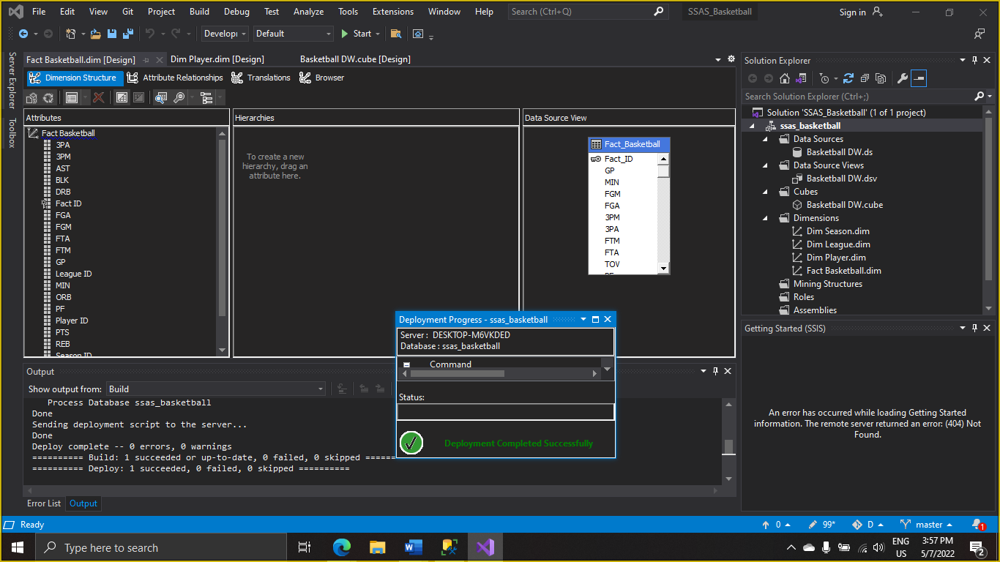 File Edit View Git Project Build Debug Test Analyze Tools Extensions Window Help Search (Ctrl+Q) SSAS_Basketball Sign in
Default Start
Server Explorer
Toolbox
Fact Basketball.dim [Design] Dim Player.dim [Design] Basketball DW.cube [Design]
Dimension Structure Attribute Relationships Translations Browser
Attributes
Fact Basketball
3PA
3PM
AST
BLK
DRB
Fact ID
FGA
FGM
FTA
FTM
GP
League ID
MIN
ORB
PF
Player ID
PTS
REB
Season ID
Hierarchies
To create a new
hierarchy, drag an
attribute here.
Data Source View
Fact_Basketball
Fact_ID
GP
MIN
FGM
FGA
3PM
3PA
FTM
FTA
TOV
PF
Solution Explorer
Search Solution Explorer (Ctrl+;)
Solution 'SSAS_Basketball' (1 of 1 project)
ssas_basketball
Data Sources
Basketball DW.ds
Data Source Views
Basketball DW.dsv
Cubes
Basketball DW.cube
Dimensions
Dim Season.dim
Dim League.dim
Dim Player.dim
Fact Basketball.dim
Mining Structures
Roles
Assemblies
Getting Started (SSIS)
An error has occurred while loading Getting Started
information. The remote server returned an error: (404) Not
Found.
Deployment Progress - ssas_basketball
Server : DESKTOP-M6VKDED
Database : ssas_basketball
Command
Status:
Deployment Completed Successfully
Output
Show output from: Build
Process Database ssas_basketball
Done
Sending deployment script to the server...
Done
Deploy complete -- 0 errors, 0 warnings
========== Build: 1 succeeded or up-to-date, 0 failed, 0 skipped =======
========== Deploy: 1 succeeded, 0 failed, 0 skipped ==========
Error List Output
Ready 0 99* D master 1
Type here to search
ENG
US
3:57 PM
5/7/2022
2